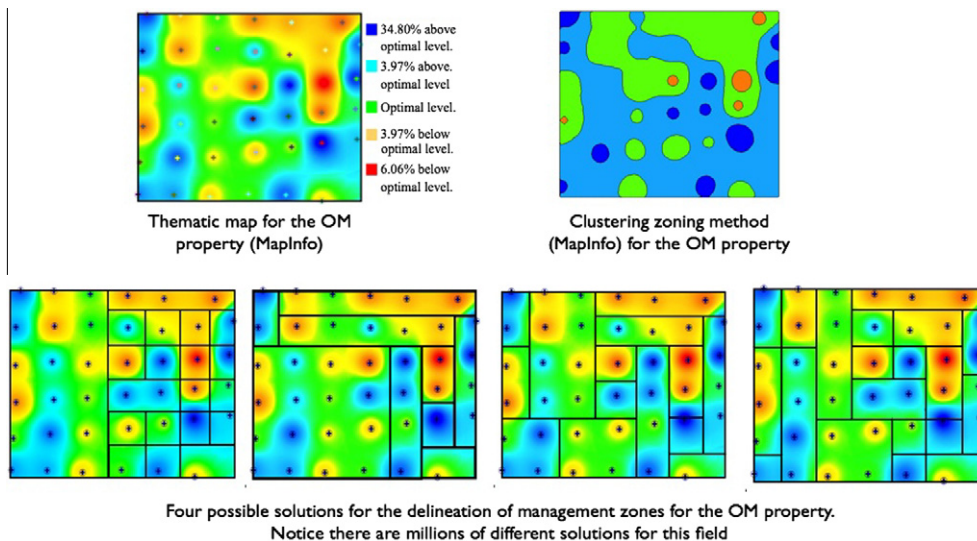 34.80% above
optimal level.
3.97% above.
optimal level
Optimal level.
3.97% below
optimal level.
6.06% below
optimal level.
Thematic map for the OM
property (MapInfo)
Clustering zoning method
(MapInfo) for the OM property
Four possible solutions for the delineation of management zones for the OM property.
Notice there are millions of different solutions for this field